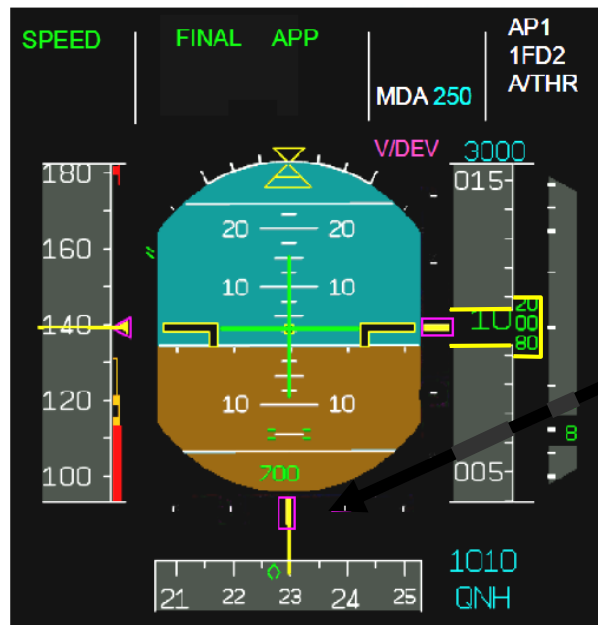 SPEED FINAL APP AP1
1FD2
A/THR
MDA 250
V/DEV 3000
180 015
20 20
160
10 10
20
140 10 00
80
120 10 10
8
700
100 005
1010
21 22 23 24 25 QNH